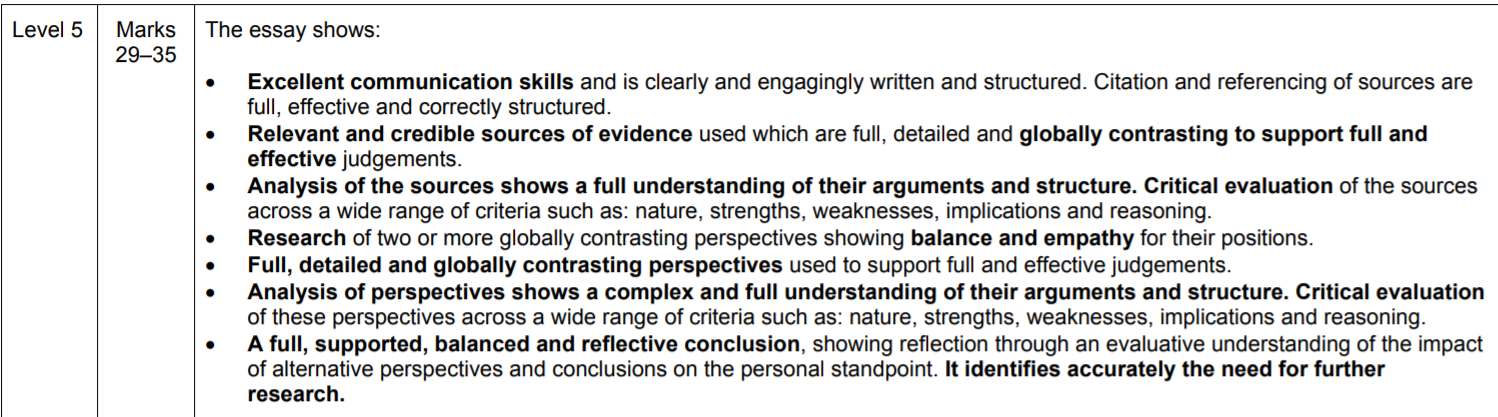 Level 5 Marks The essay shows:
29–35
• Excellent communication skills and is clearly and engagingly written and structured. Citation and referencing of sources are
full, effective and correctly structured.
• Relevant and credible sources of evidence used which are full, detailed and globally contrasting to support full and
effective judgements.
• Analysis of the sources shows a full understanding of their arguments and structure. Critical evaluation of the sources
across a wide range of criteria such as: nature, strengths, weaknesses, implications and reasoning.
• Research of two or more globally contrasting perspectives showing balance and empathy for their positions.
• Full, detailed and globally contrasting perspectives used to support full and effective judgements.
• Analysis of perspectives shows a complex and full understanding of their arguments and structure. Critical evaluation
of these perspectives across a wide range of criteria such as: nature, strengths, weaknesses, implications and reasoning.
• A full, supported, balanced and reflective conclusion, showing reflection through an evaluative understanding of the impact
of alternative perspectives and conclusions on the personal standpoint. It identifies accurately the need for further
research.